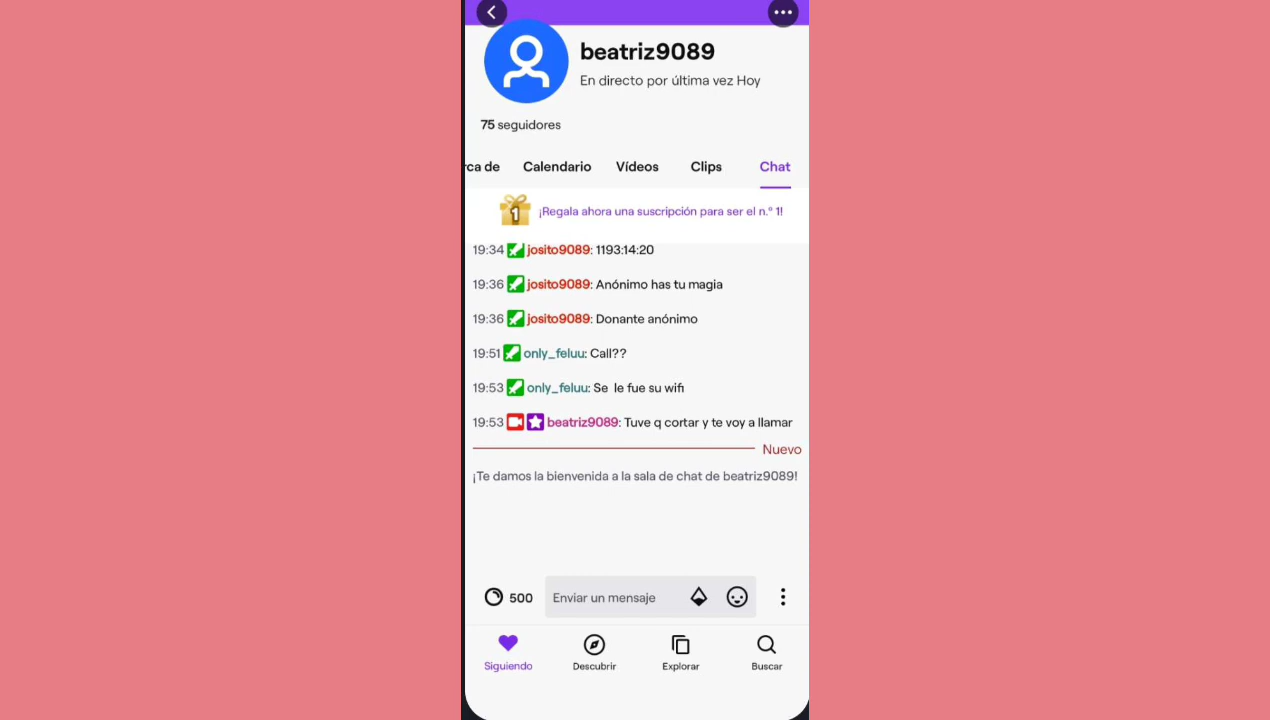 beatriz9089
En directo por última vez Hoy
75 seguidores
rca de Calendario Vídeos Clips Chat
1 ¡Regala ahora una suscripción para ser el n.º 1!
19:34 josito9089: 1193:14:20
19:36 josito9089: Anónimo has tu magia
19:36 josito9089: Donante anónimo
19:51 only_feluu: Call??
19:53 only_feluu: Se le fue su wifi
19:53 beatriz9089: Tuve q cortar y te voy a llamar
Nuevo
¡Te damos la bienvenida a la sala de chat de beatriz9089!
500 Enviar un mensaje
Siguiendo Descubrir Explorar Buscar